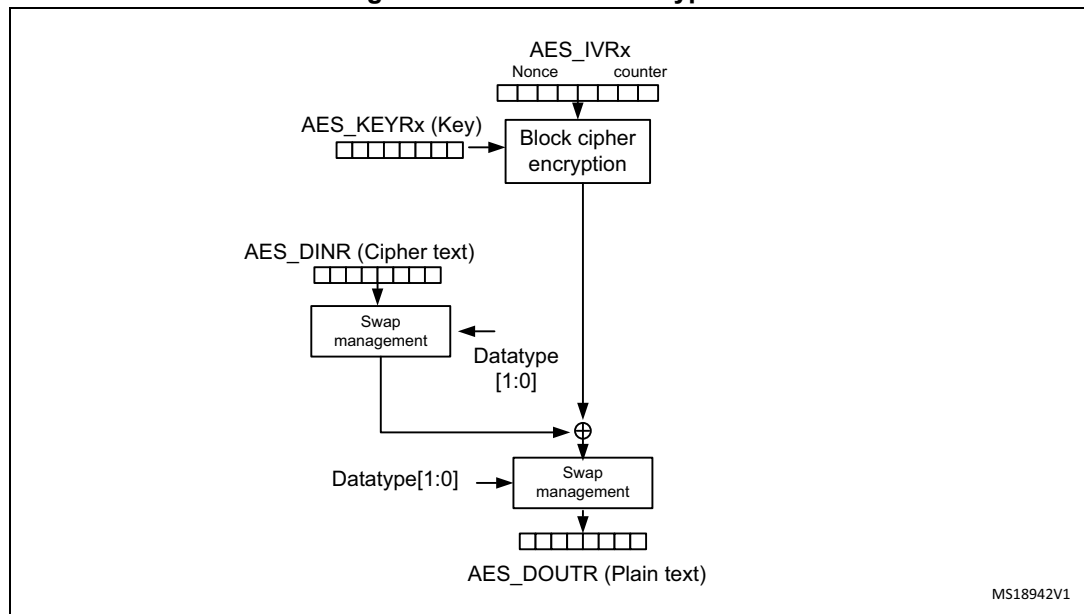 AES_IVRx
Nonce counter
AES_KEYRx (Key)
Block cipher
encryption
AES_DINR (Cipher text)
Swap
management
Datatype
[1:0]
Datatype[1:0]
Swap
management
AES_DOUTR (Plain text)
MS18942V1